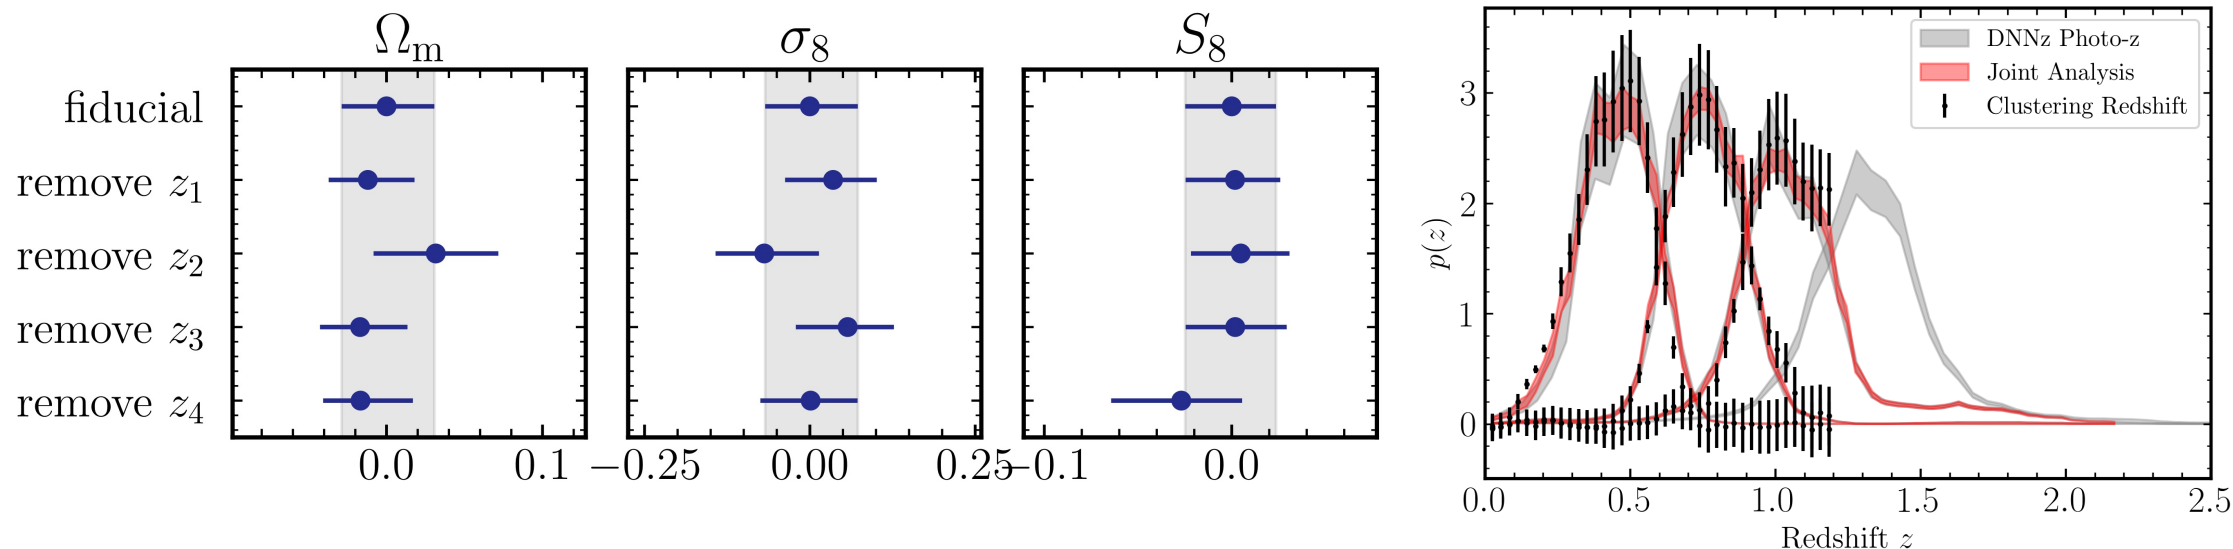 Ωm σ8 S8
fiducial
remove z1
remove z2
remove z3
remove z4
0.0 0.1 −0.25 0.00 0.25 −0.1 0.0
DNNz Photo-z
Joint Analysis
Clustering Redshift
p(z)
3
2
1
0
0.0 0.5 1.0 1.5 2.0 2.5
Redshift z